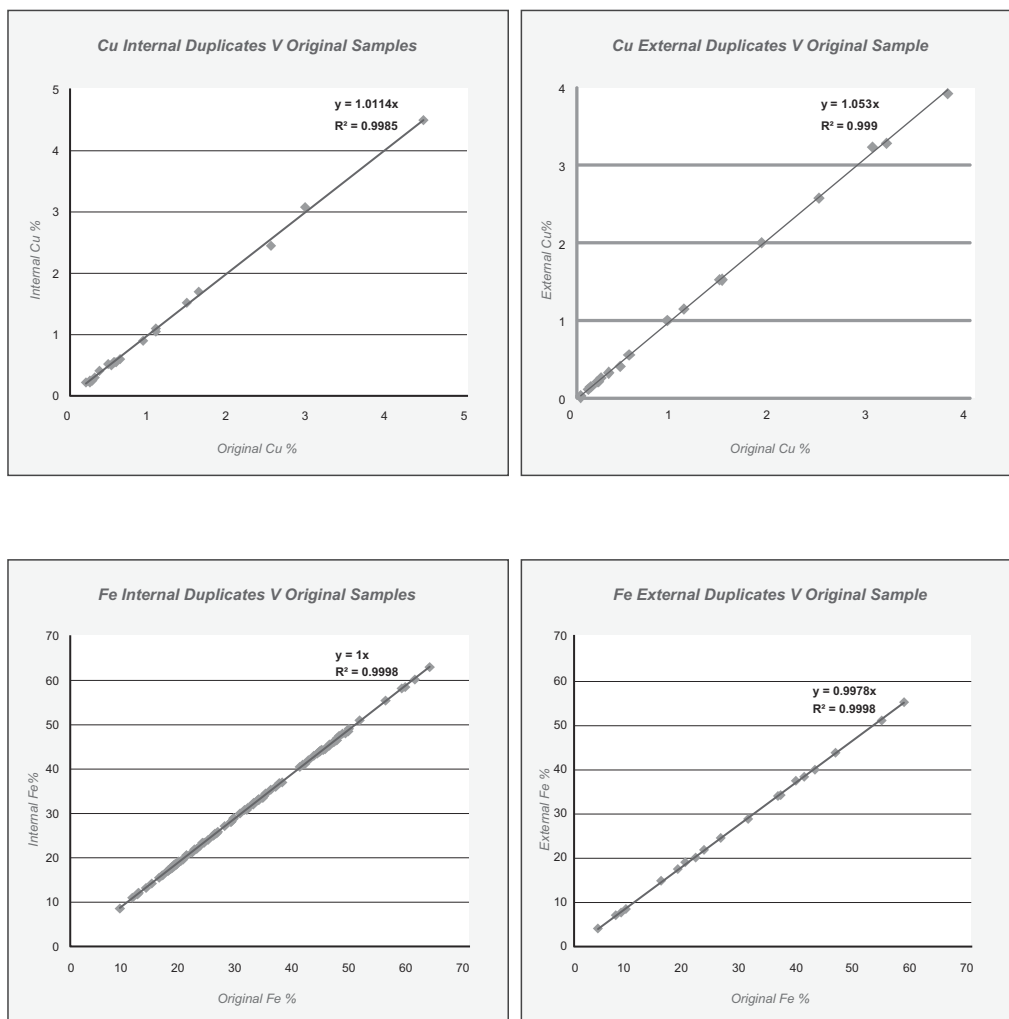 Cu Internal Duplicates V Original Samples
y = 1.0114x
R² = 0.9985
5
4
3
2
1
0
Internal Cu %
0 1 2 3 4 5
Original Cu %
Cu External Duplicates V Original Sample
y = 1.053x
R² = 0.999
4
3
2
1
0
External Cu%
0 1 2 3 4
Original Cu %
Fe Internal Duplicates V Original Samples
y = 1x
R² = 0.9998
70
60
50
40
30
20
10
0
Internal Fe%
0 10 20 30 40 50 60 70
Original Fe %
Fe External Duplicates V Original Sample
y = 0.9978x
R² = 0.9998
70
60
50
40
30
20
10
0
External Fe %
0 10 20 30 40 50 60 70
Original Fe %